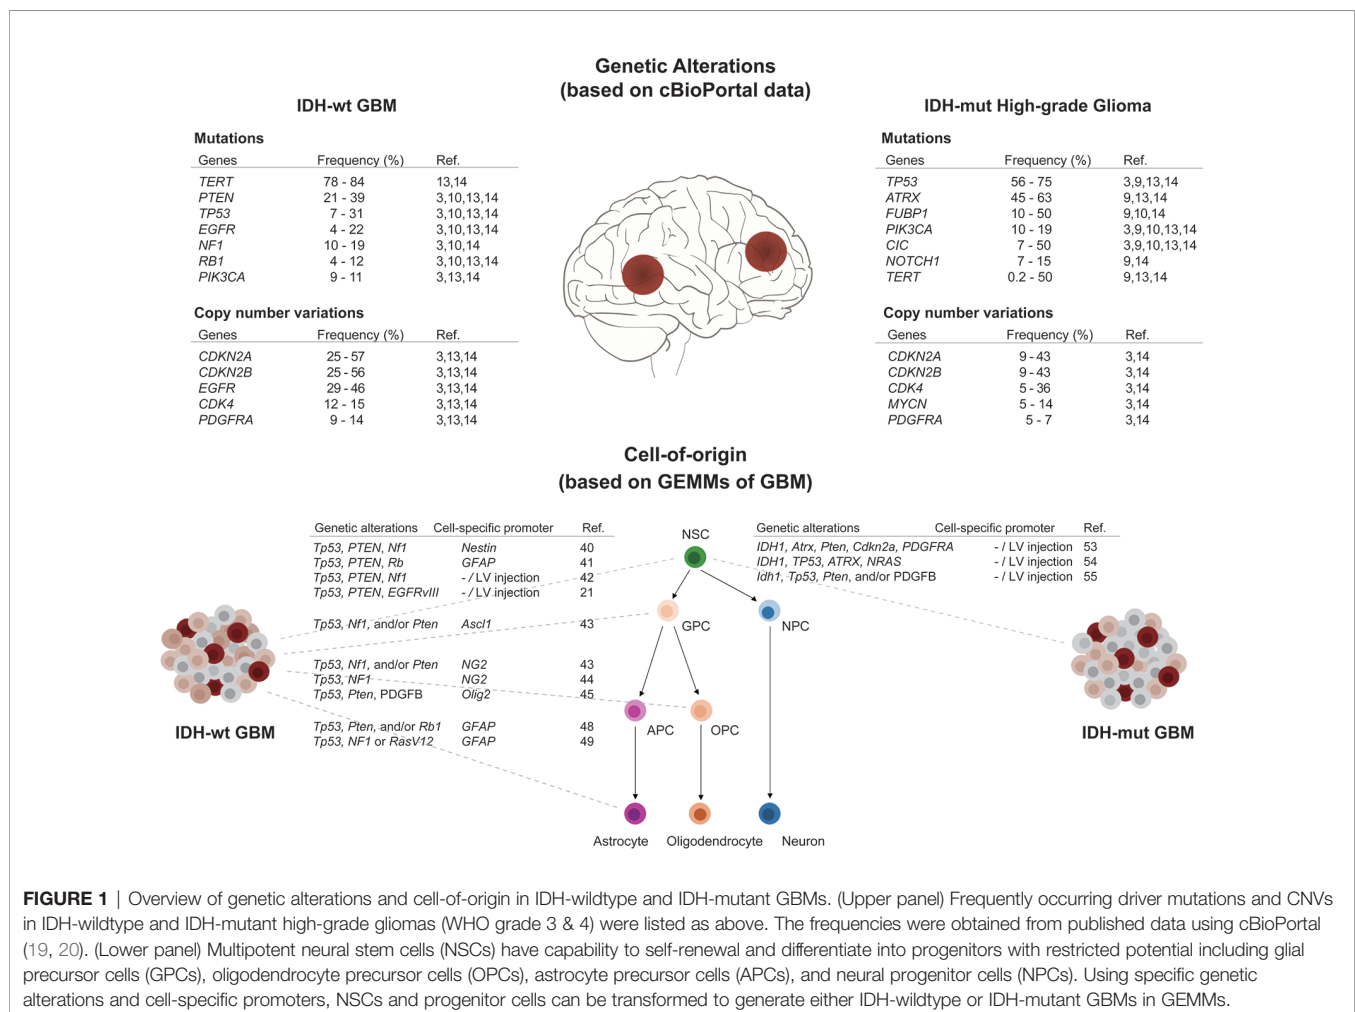 Genetic Alterations
(based on cBioPortal data)
IDH-wt GBM
Mutations
Genes Frequency (%) Ref.
TERT 78 - 84 13,14
PTEN 21 - 39 3,10,13,14
TP53 7 - 31 3,10,13,14
EGFR 4 - 22 3,10,13,14
NF1 10 - 19 3,10,14
RB1 4 - 12 3,10,13,14
PIK3CA 9 - 11 3,13,14
Copy number variations
Genes Frequency (%) Ref.
CDKN2A 25 - 57 3,13,14
CDKN2B 25 - 56 3,13,14
EGFR 29 - 46 3,13,14
CDK4 12 - 15 3,13,14
PDGFRA 9 - 14 3,13,14
IDH-mut High-grade Glioma
Mutations
Genes Frequency (%) Ref.
TP53 56 - 75 3,9,13,14
ATRX 45 - 63 9,13,14
FUBP1 10 - 50 9,10,14
PIK3CA 10 - 19 3,9,10,13,14
CIC 7 - 50 3,9,10,13,14
NOTCH1 7 - 15 9,14
TERT 0.2 - 50 9,13,14
Copy number variations
Genes Frequency (%) Ref.
CDKN2A 9 - 43 3,14
CDKN2B 9 - 43 3,14
CDK4 5 - 36 3,14
MYCN 5 - 14 3,14
PDGFRA 5 - 7 3,14
Cell-of-origin
(based on GEMMs of GBM)
Genetic alterations Cell-specific promoter Ref.
Tp53, PTEN, Nf1 Nestin 40
Tp53, PTEN, Rb GFAP 41
Tp53, PTEN, Nf1 - / LV injection 42
Tp53, PTEN, EGFRvIII - / LV injection 21
Tp53, Nf1, and/or Pten Ascl1 43
Tp53, Nf1, and/or Pten NG2 43
Tp53, NF1 NG2 44
Tp53, Pten, PDGFB Olig2 45
Tp53, Pten, and/or Rb1 GFAP 48
Tp53, NF1 or RasV12 GFAP 49
IDH-wt GBM
NSC
GPC
NPC
APC
OPC
Astrocyte
Oligodendrocyte
Neuron
Genetic alterations Cell-specific promoter Ref.
IDH1, Atrx, Pten, Cdkn2a, PDGFRA - / LV injection 53
IDH1, TP53, ATRX, NRAS - / LV injection 54
Idh1, Tp53, Pten, and/or PDGFB - / LV injection 55
IDH-mut GBM
FIGURE 1 | Overview of genetic alterations and cell-of-origin in IDH-wildtype and IDH-mutant GBMs. (Upper panel) Frequently occurring driver mutations and CNVs
in IDH-wildtype and IDH-mutant high-grade gliomas (WHO grade 3 & 4) were listed as above. The frequencies were obtained from published data using cBioPortal
(19, 20). (Lower panel) Multipotent neural stem cells (NSCs) have capability to self-renewal and differentiate into progenitors with restricted potential including glial
precursor cells (GPCs), oligodendrocyte precursor cells (OPCs), astrocyte precursor cells (APCs), and neural progenitor cells (NPCs). Using specific genetic
alterations and cell-specific promoters, NSCs and progenitor cells can be transformed to generate either IDH-wildtype or IDH-mutant GBMs in GEMMs.